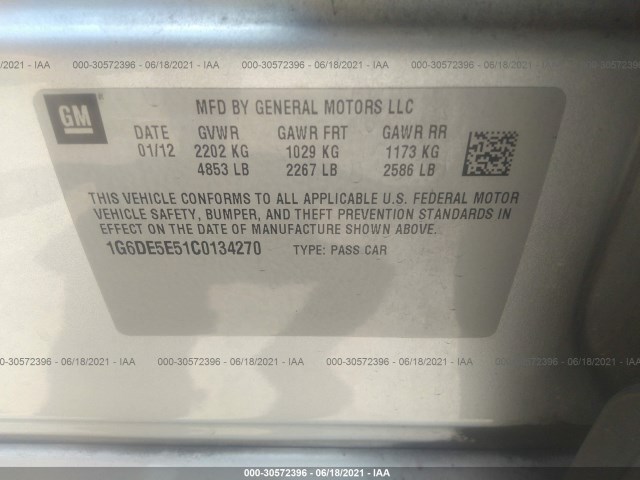 /2021 - IAA 000-30572396 - 06/18/2021 - IAA 000-30572396 - 06/18/2021 - IAA 000-30572396 - 0
GM ®
MFD BY GENERAL MOTORS LLC
DATE GVWR GAWR FRT GAWR RR
01/12 2202 KG 1029 KG 1173 KG
4853 LB 2267 LB 2586 LB
THIS VEHICLE CONFORMS TO ALL APPLICABLE U.S. FEDERAL MOTOR
VEHICLE SAFETY, BUMPER, AND THEFT PREVENTION STANDARDS IN
EFFECT ON THE DATE OF MANUFACTURE SHOWN ABOVE.
1G6DE5E51C0134270 TYPE: PASS CAR
000-30572396 - 06/18/2021 - IAA 000-30572396 - 06/18/2021 - IAA 000-30572396 - 06/18/2021 - IAA
000-30572396 - 06/18/2021 - IAA